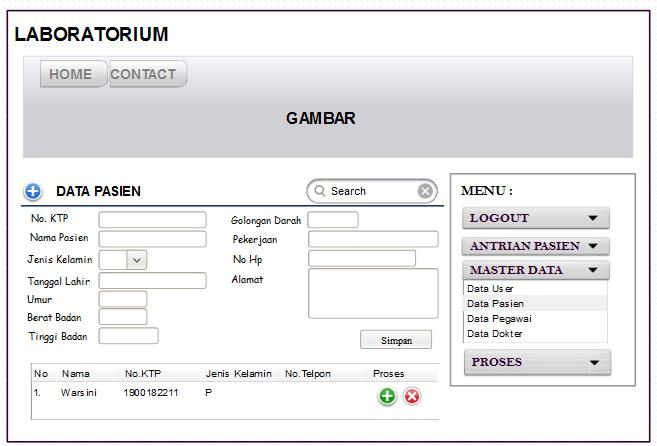 LABORATORIUM
HOME CONTACT
GAMBAR
DATA PASIEN
Search
No. KTP
Nama Pasien
Jenis Kelamin
Tanggal Lahir
Umur
Berat Badan
Tinggi Badan
Golongan Darah
Pekerjaan
No Hp
Alamat
Simpan
No Nama No.KTP Jenis Kelamin No.Telpon Proses
1. Warsini 1900182211 P
MENU :
LOGOUT
ANTRIAN PASIEN
MASTER DATA
Data User
Data Pasien
Data Pegawai
Data Dokter
PROSES